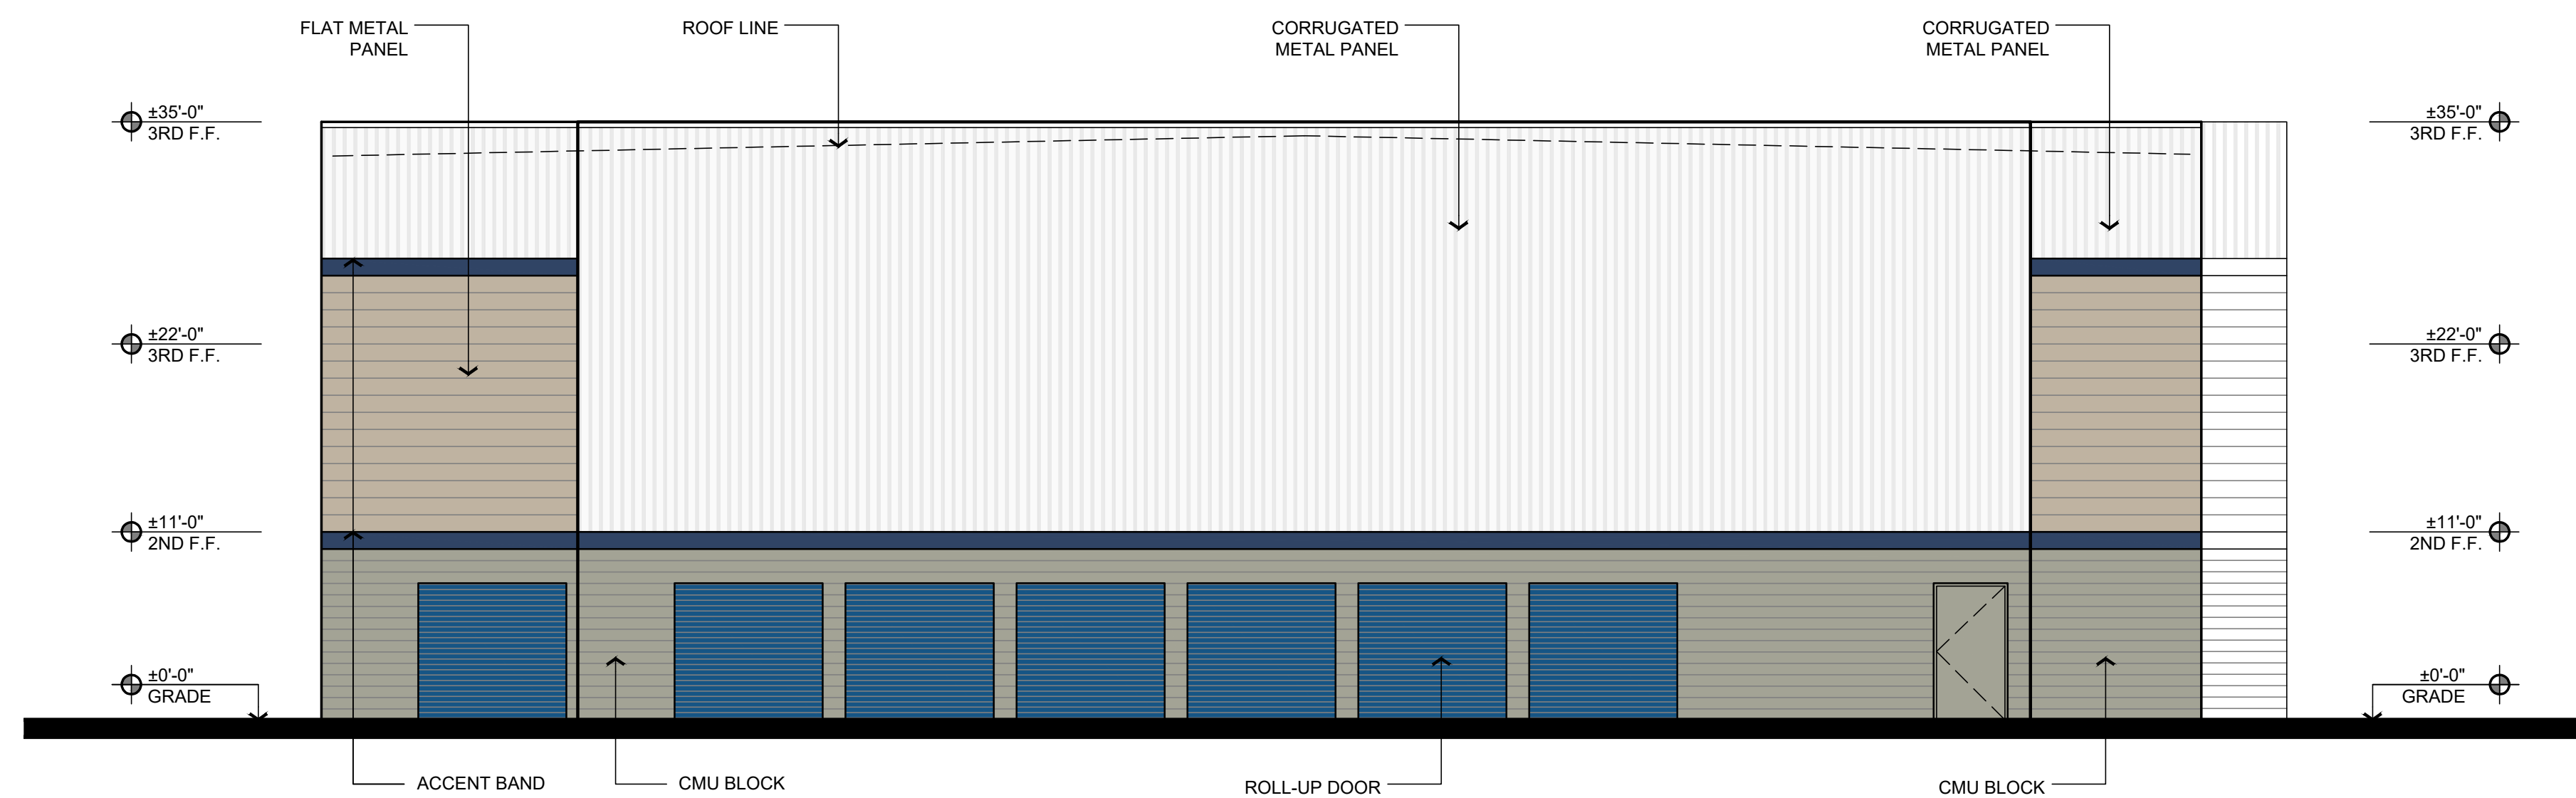 FLAT METAL
PANEL
ROOF LINE
CORRUGATED
METAL PANEL
CORRUGATED
METAL PANEL
±35'-0"
3RD F.F.
±35'-0"
3RD F.F.
±22'-0"
3RD F.F.
±22'-0"
3RD F.F.
±11'-0"
2ND F.F.
±11'-0"
2ND F.F.
±0'-0"
GRADE
±0'-0"
GRADE
ACCENT BAND
CMU BLOCK
ROLL-UP DOOR
CMU BLOCK